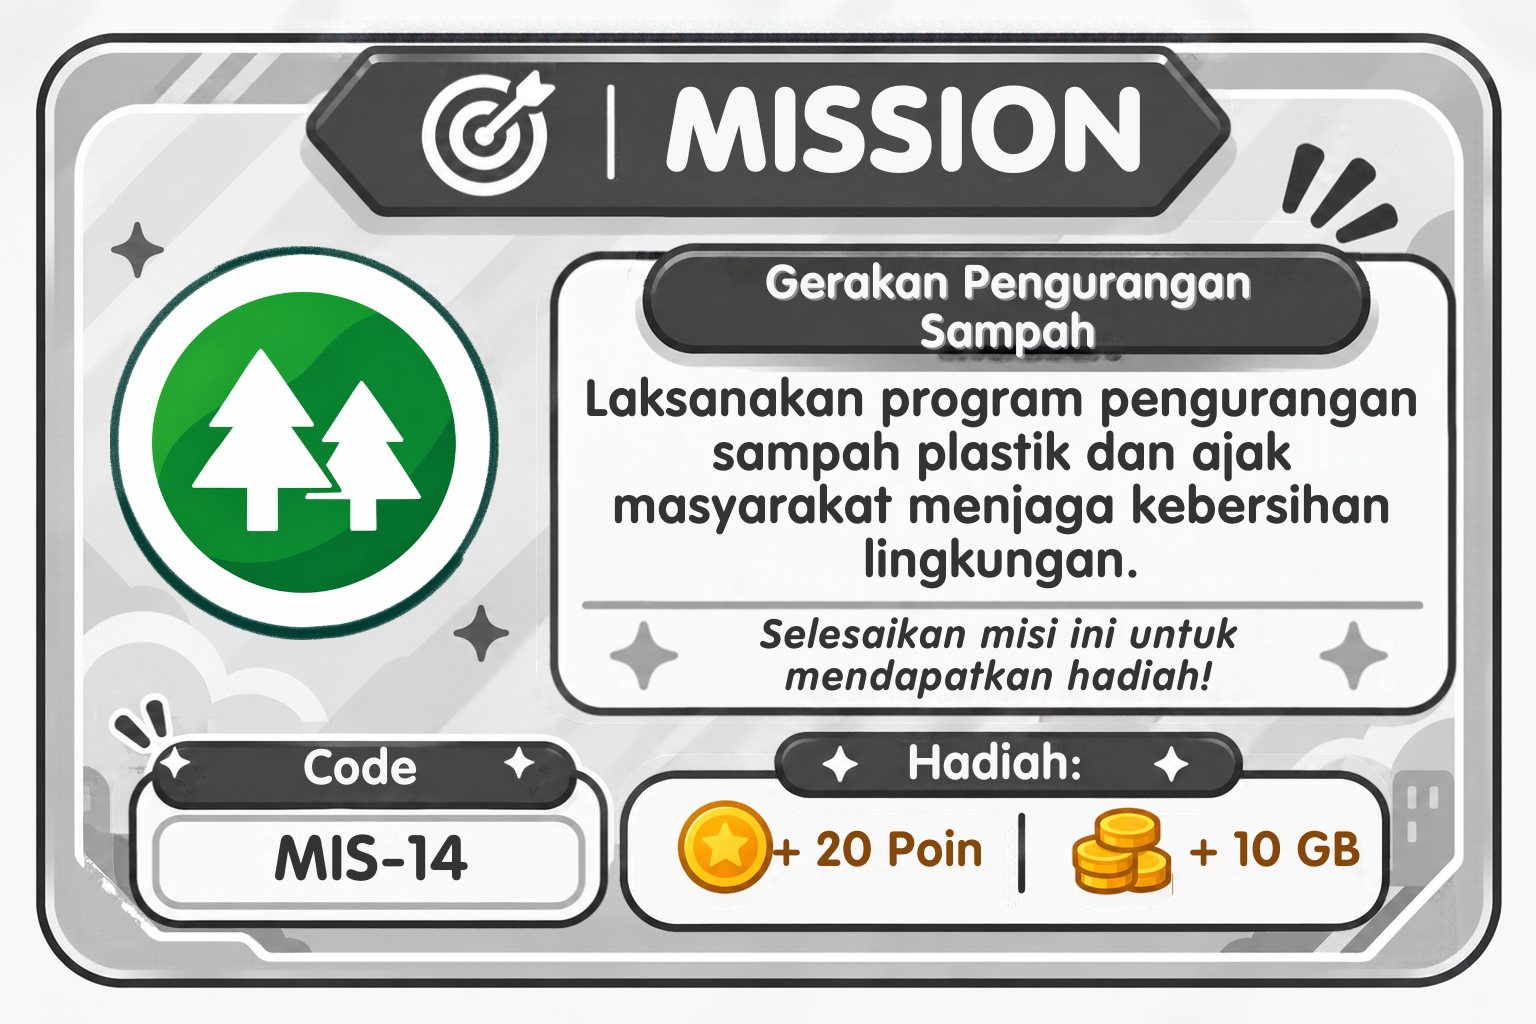 MISSION
Gerakan Pengurangan
Sampah
Laksanakan program pengurangan
sampah plastik dan ajak
masyarakat menjaga kebersihan
lingkungan.
Selesaikan misi ini untuk
mendapatkan hadiah!
Code
MIS-14
Hadiah:
+ 20 Poin
+ 10 GB